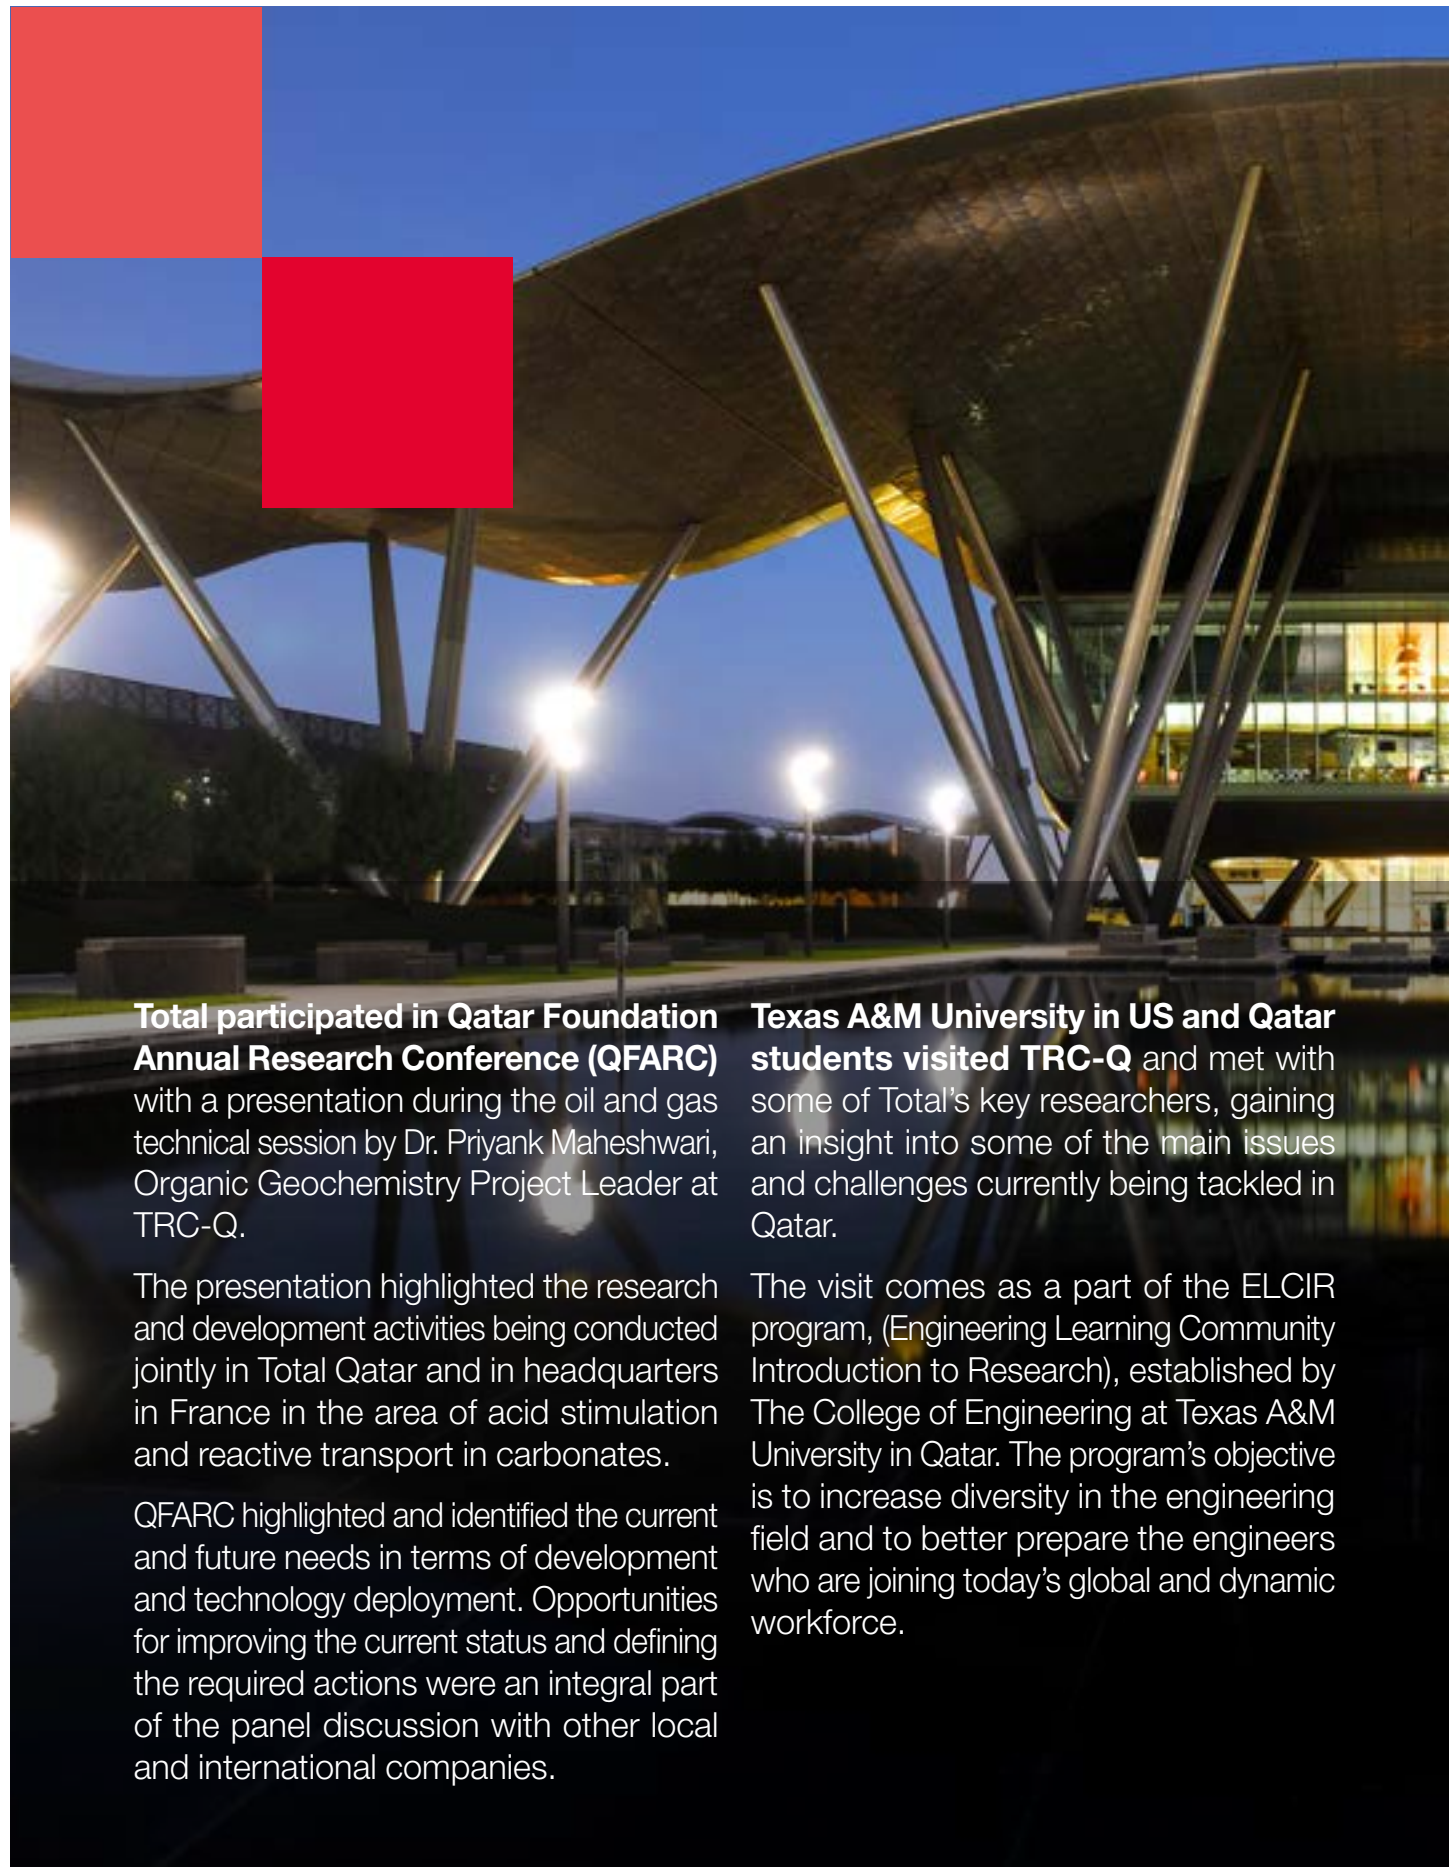 Total participated in Qatar Foundation
Annual Research Conference (QFARC)
with a presentation during the oil and gas
technical session by Dr. Priyank Maheshwari,
Organic Geochemistry Project Leader at
TRC-Q.
The presentation highlighted the research
and development activities being conducted
jointly in Total Qatar and in headquarters
in France in the area of acid stimulation
and reactive transport in carbonates.
QFARC highlighted and identified the current
and future needs in terms of development
and technology deployment. Opportunities
for improving the current status and defining
the required actions were an integral part
of the panel discussion with other local
and international companies.
Texas A&M University in US and Qatar
students visited TRC-Q and met with
some of Total’s key researchers, gaining
an insight into some of the main issues
and challenges currently being tackled in
Qatar.
The visit comes as a part of the ELCIR
program, (Engineering Learning Community
Introduction to Research), established by
The College of Engineering at Texas A&M
University in Qatar. The program’s objective
is to increase diversity in the engineering
field and to better prepare the engineers
who are joining today’s global and dynamic
workforce.